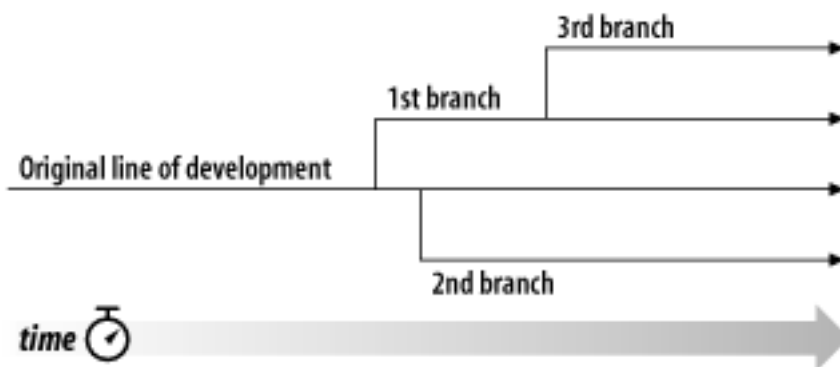 3rd branch
1st branch
Original line of development
2nd branch
time